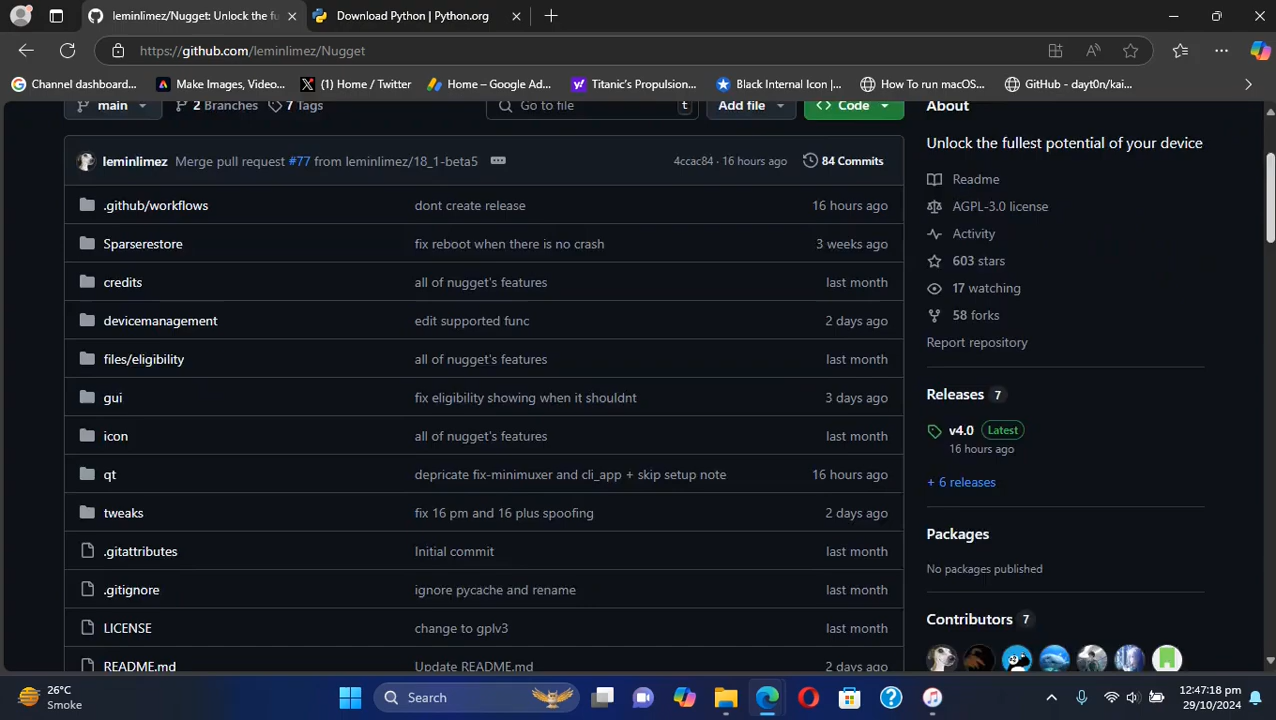 leminlimez/Nugget: Unlock the fu
Download Python | Python.org
https://github.com/leminlimez/Nugget
Channel dashboard...
Make Images, Video...
(1) Home / Twitter
Home – Google Ad...
Titanic's Propulsion...
Black Internal Icon |...
How To run macOS...
GitHub - dayt0n/kai...
main
2 Branches
7 Tags
Go to file
t
Add file
Code
leminlimez Merge pull request #77 from leminlimez/18_1-beta5
4ccac84 · 16 hours ago
84 Commits
.github/workflows dont create release 16 hours ago
Sparserestore fix reboot when there is no crash 3 weeks ago
credits all of nugget's features last month
devicemanagement edit supported func 2 days ago
files/eligibility all of nugget's features last month
gui fix eligibility showing when it shouldnt 3 days ago
icon all of nugget's features last month
qt depricate fix-minimuxer and cli_app + skip setup note 16 hours ago
tweaks fix 16 pm and 16 plus spoofing 2 days ago
.gitattributes Initial commit last month
.gitignore ignore pycache and rename last month
LICENSE change to gplv3 last month
README.md Update README.md 2 days ago
About
Unlock the fullest potential of your device
Readme
AGPL-3.0 license
Activity
603 stars
17 watching
58 forks
Report repository
Releases 7
v4.0 Latest
16 hours ago
+ 6 releases
Packages
No packages published
Contributors 7
26°C
Smoke
Search
12:47:18 pm
29/10/2024